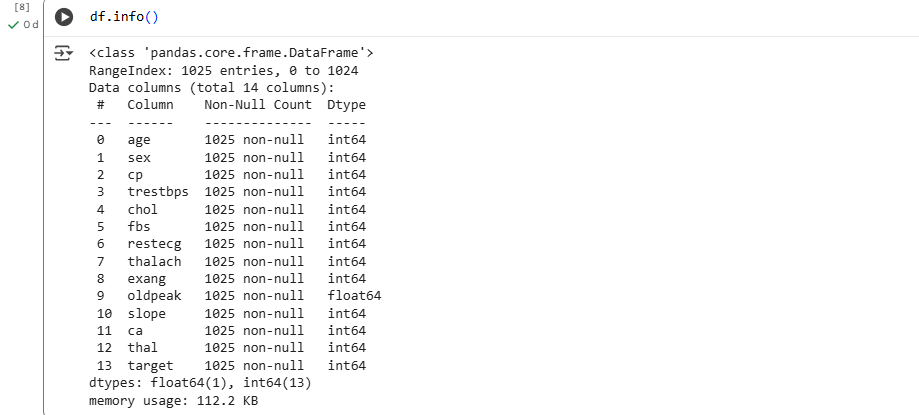 [8]
0 d
df.info()
<class 'pandas.core.frame.DataFrame'>
RangeIndex: 1025 entries, 0 to 1024
Data columns (total 14 columns):
 #   Column    Non-Null Count  Dtype
---  ------    --------------  -----
 0   age       1025 non-null   int64
 1   sex       1025 non-null   int64
 2   cp        1025 non-null   int64
 3   trestbps  1025 non-null   int64
 4   chol      1025 non-null   int64
 5   fbs       1025 non-null   int64
 6   restecg   1025 non-null   int64
 7   thalach   1025 non-null   int64
 8   exang     1025 non-null   int64
 9   oldpeak   1025 non-null   float64
 10  slope     1025 non-null   int64
 11  ca        1025 non-null   int64
 12  thal      1025 non-null   int64
 13  target    1025 non-null   int64
dtypes: float64(1), int64(13)
memory usage: 112.2 KB